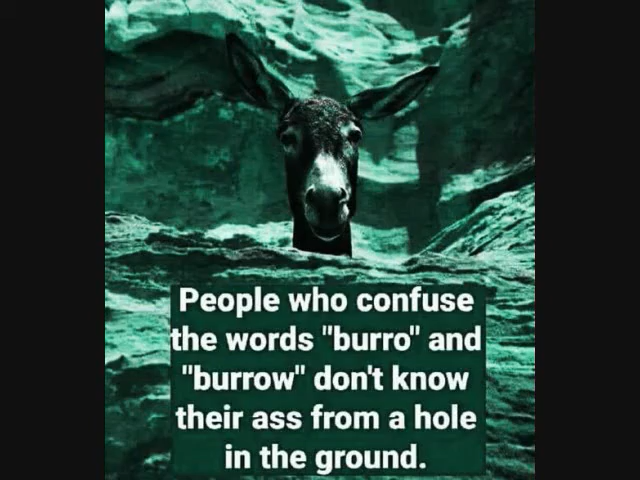 People who confuse
the words "burro" and
"burrow" don't know
their ass from a hole
in the ground.